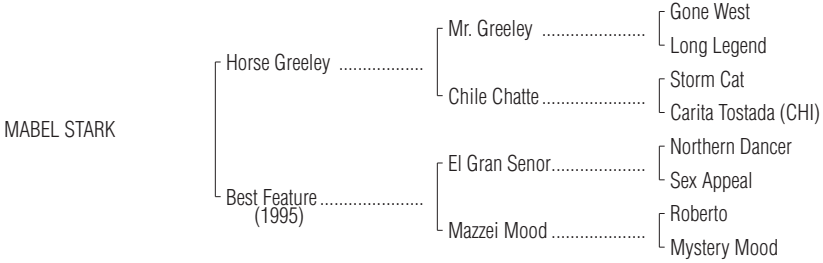 Gone West
Mr. Greeley ......................
Long Legend
Horse Greeley ..................
Storm Cat
Chile Chatte ......................
Carita Tostada (CHI)
MABEL STARK
Northern Dancer
El Gran Senor....................
Sex Appeal
Best Feature ......................
(1995)
Roberto
Mazzei Mood ....................
Mystery Mood